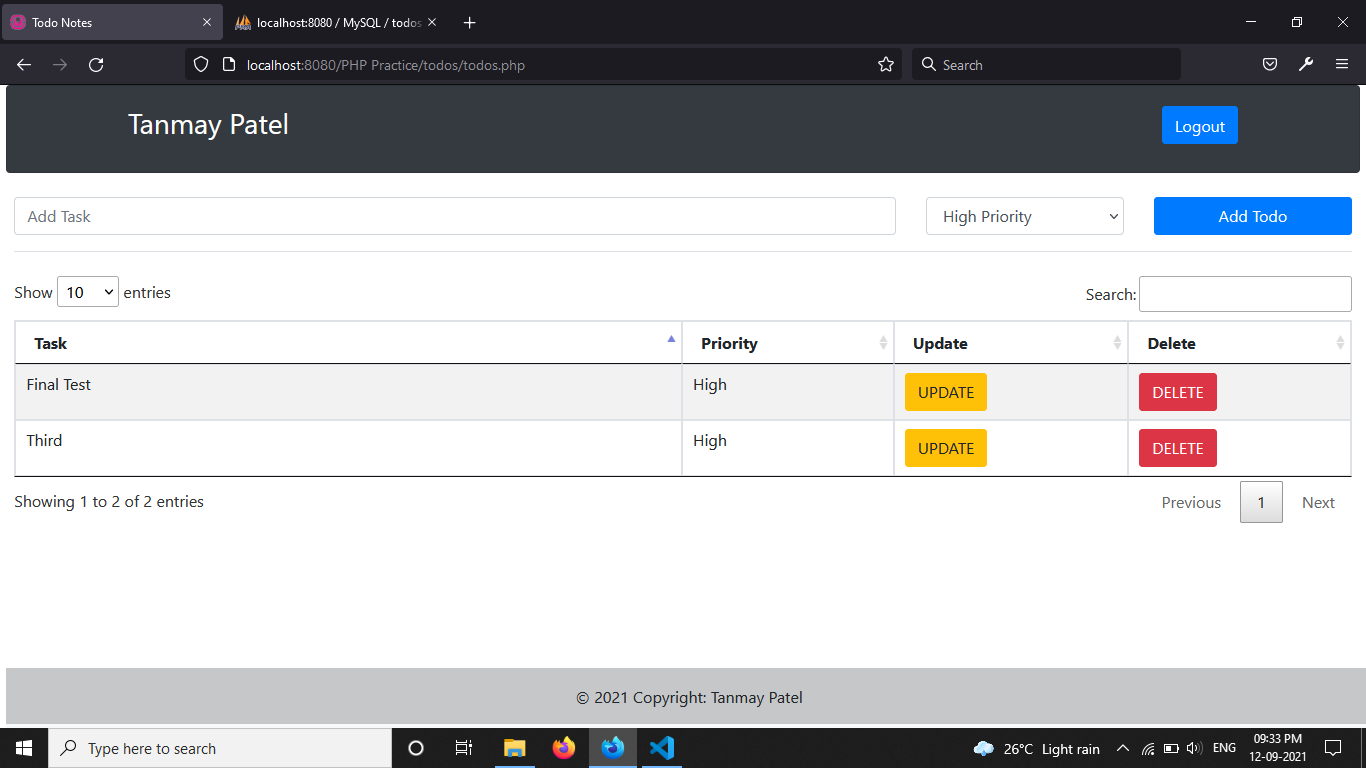 Todo Notes
localhost:8080 / MySQL / todos
localhost:8080/PHP Practice/todos/todos.php
Search
Tanmay Patel
Logout
Add Task
High Priority
Add Todo
Show 10 entries
Search:
Task Priority Update Delete
Final Test High UPDATE DELETE
Third High UPDATE DELETE
Showing 1 to 2 of 2 entries
Previous 1 Next
© 2021 Copyright: Tanmay Patel
Type here to search
26°C Light rain
ENG
09:33 PM
12-09-2021